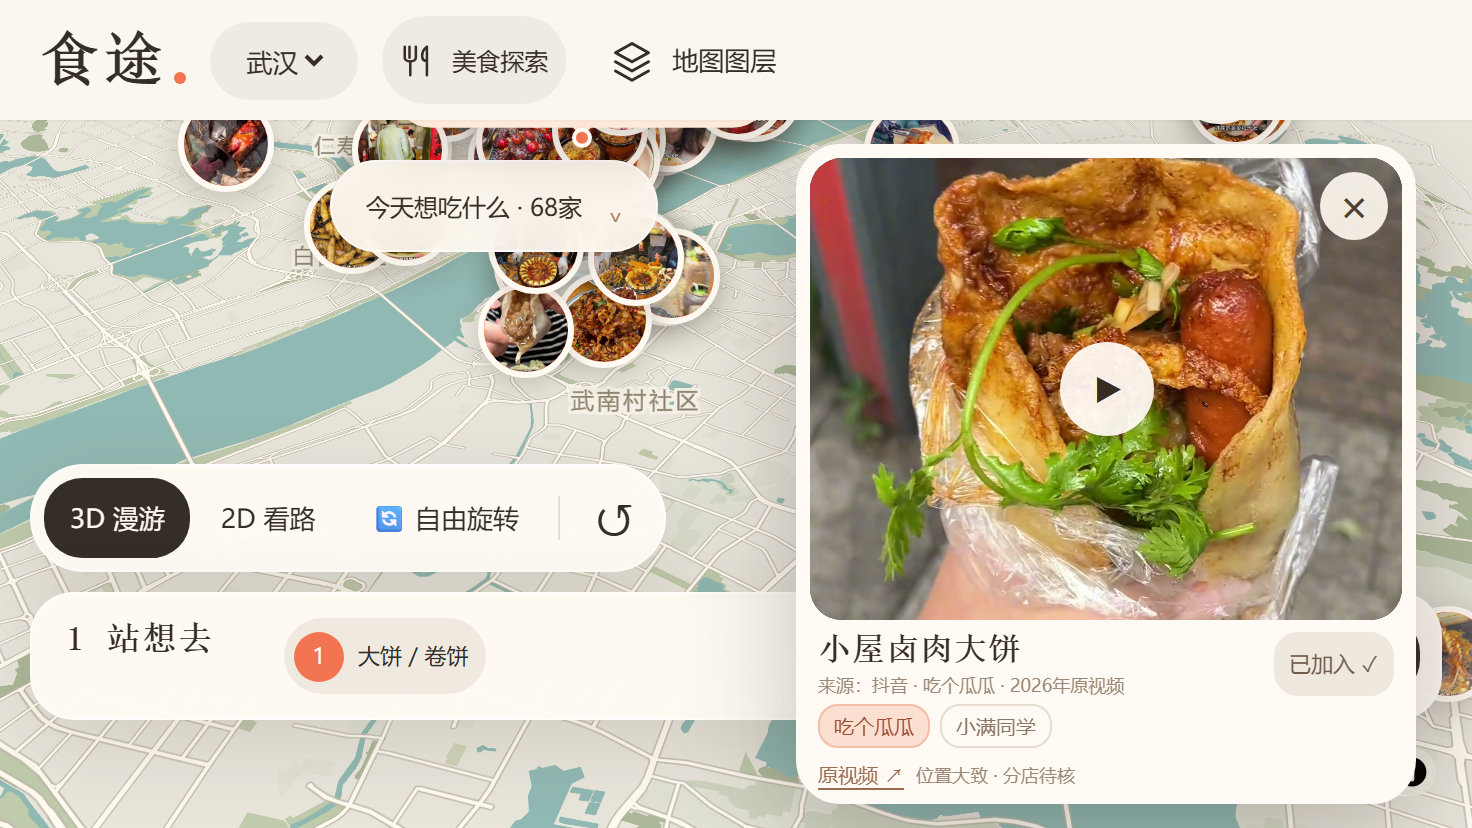 食途.
武汉
美食探索
地图图层
仁寿
今天想吃什么 · 68家
白
武南村社区
3D 漫游
2D 看路
自由旋转
1 站想去
1 大饼 / 卷饼
小屋卤肉大饼
已加入 ✓
来源：抖音 · 吃个瓜瓜 · 2026年原视频
吃个瓜瓜
小满同学
原视频 ↗ 位置大致 · 分店待核